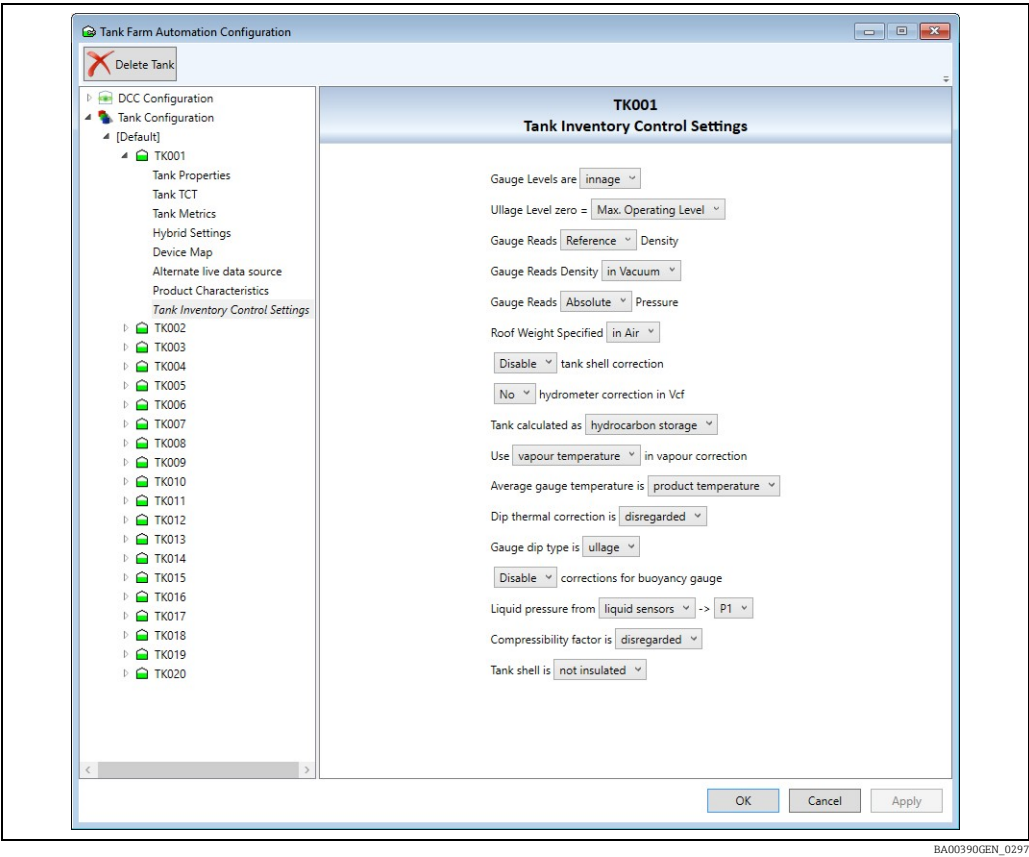 Tank Farm Automation Configuration
Delete Tank
DCC Configuration
Tank Configuration
[Default]
TK001
Tank Properties
Tank TCT
Tank Metrics
Hybrid Settings
Device Map
Alternate live data source
Product Characteristics
Tank Inventory Control Settings
TK002
TK003
TK004
TK005
TK006
TK007
TK008
TK009
TK010
TK011
TK012
TK013
TK014
TK015
TK016
TK017
TK018
TK019
TK020
TK001
Tank Inventory Control Settings
Gauge Levels are innage
Ullage Level zero = Max. Operating Level
Gauge Reads Reference Density
Gauge Reads Density in Vacuum
Gauge Reads Absolute Pressure
Roof Weight Specified in Air
Disable tank shell correction
No hydrometer correction in Vcf
Tank calculated as hydrocarbon storage
Use vapour temperature in vapour correction
Average gauge temperature is product temperature
Dip thermal correction is disregarded
Gauge dip type is ullage
Disable corrections for buoyancy gauge
Liquid pressure from liquid sensors -> P1
Compressibility factor is disregarded
Tank shell is not insulated
OK Cancel Apply
BA00390GEN_0297